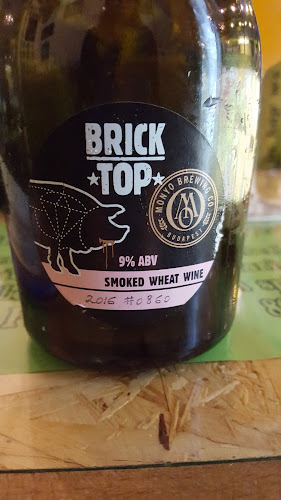 BRICK
TOP
MONYO BREWING CO
BUDAPEST
9% ABV
SMOKED WHEAT WINE
2016 #0860